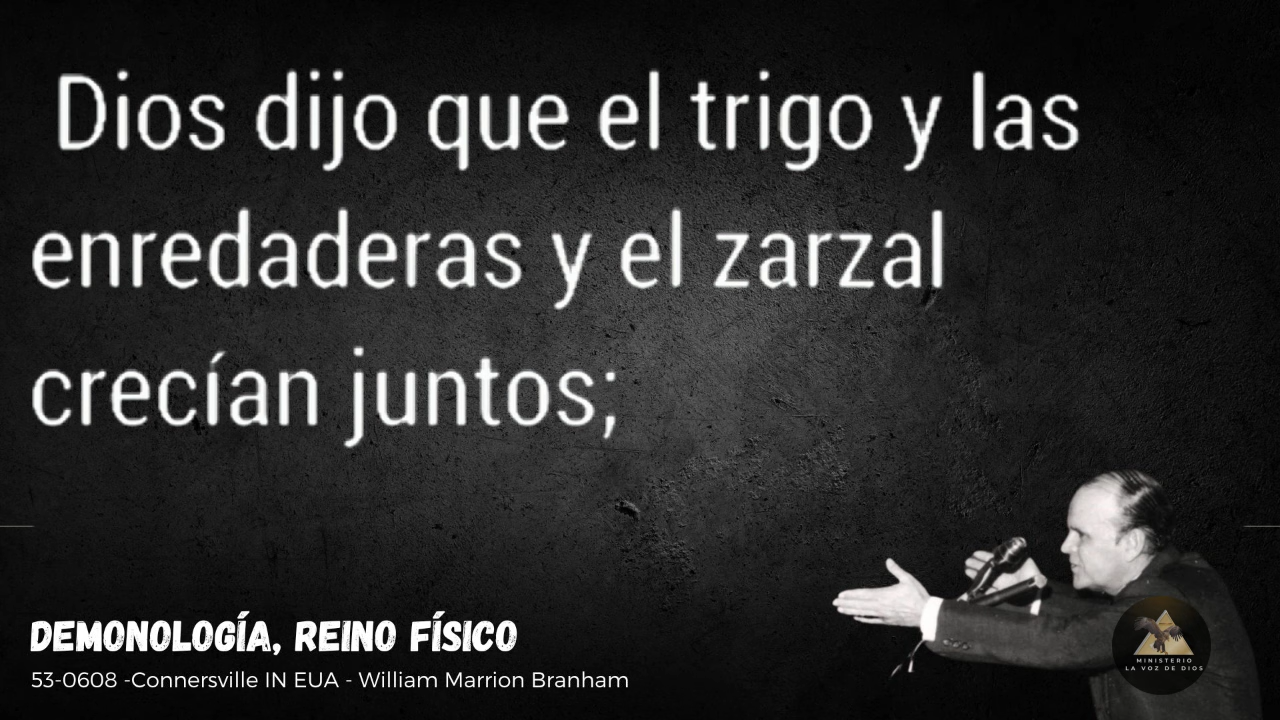 Dios dijo que el trigo y las
enredaderas y el zarzal
crecían juntos;
DEMONOLOGÍA, REINO FÍSICO
53-0608 -Connersville IN EUA - William Marrion Branham
MINISTERIO
LA VOZ DE DIOS